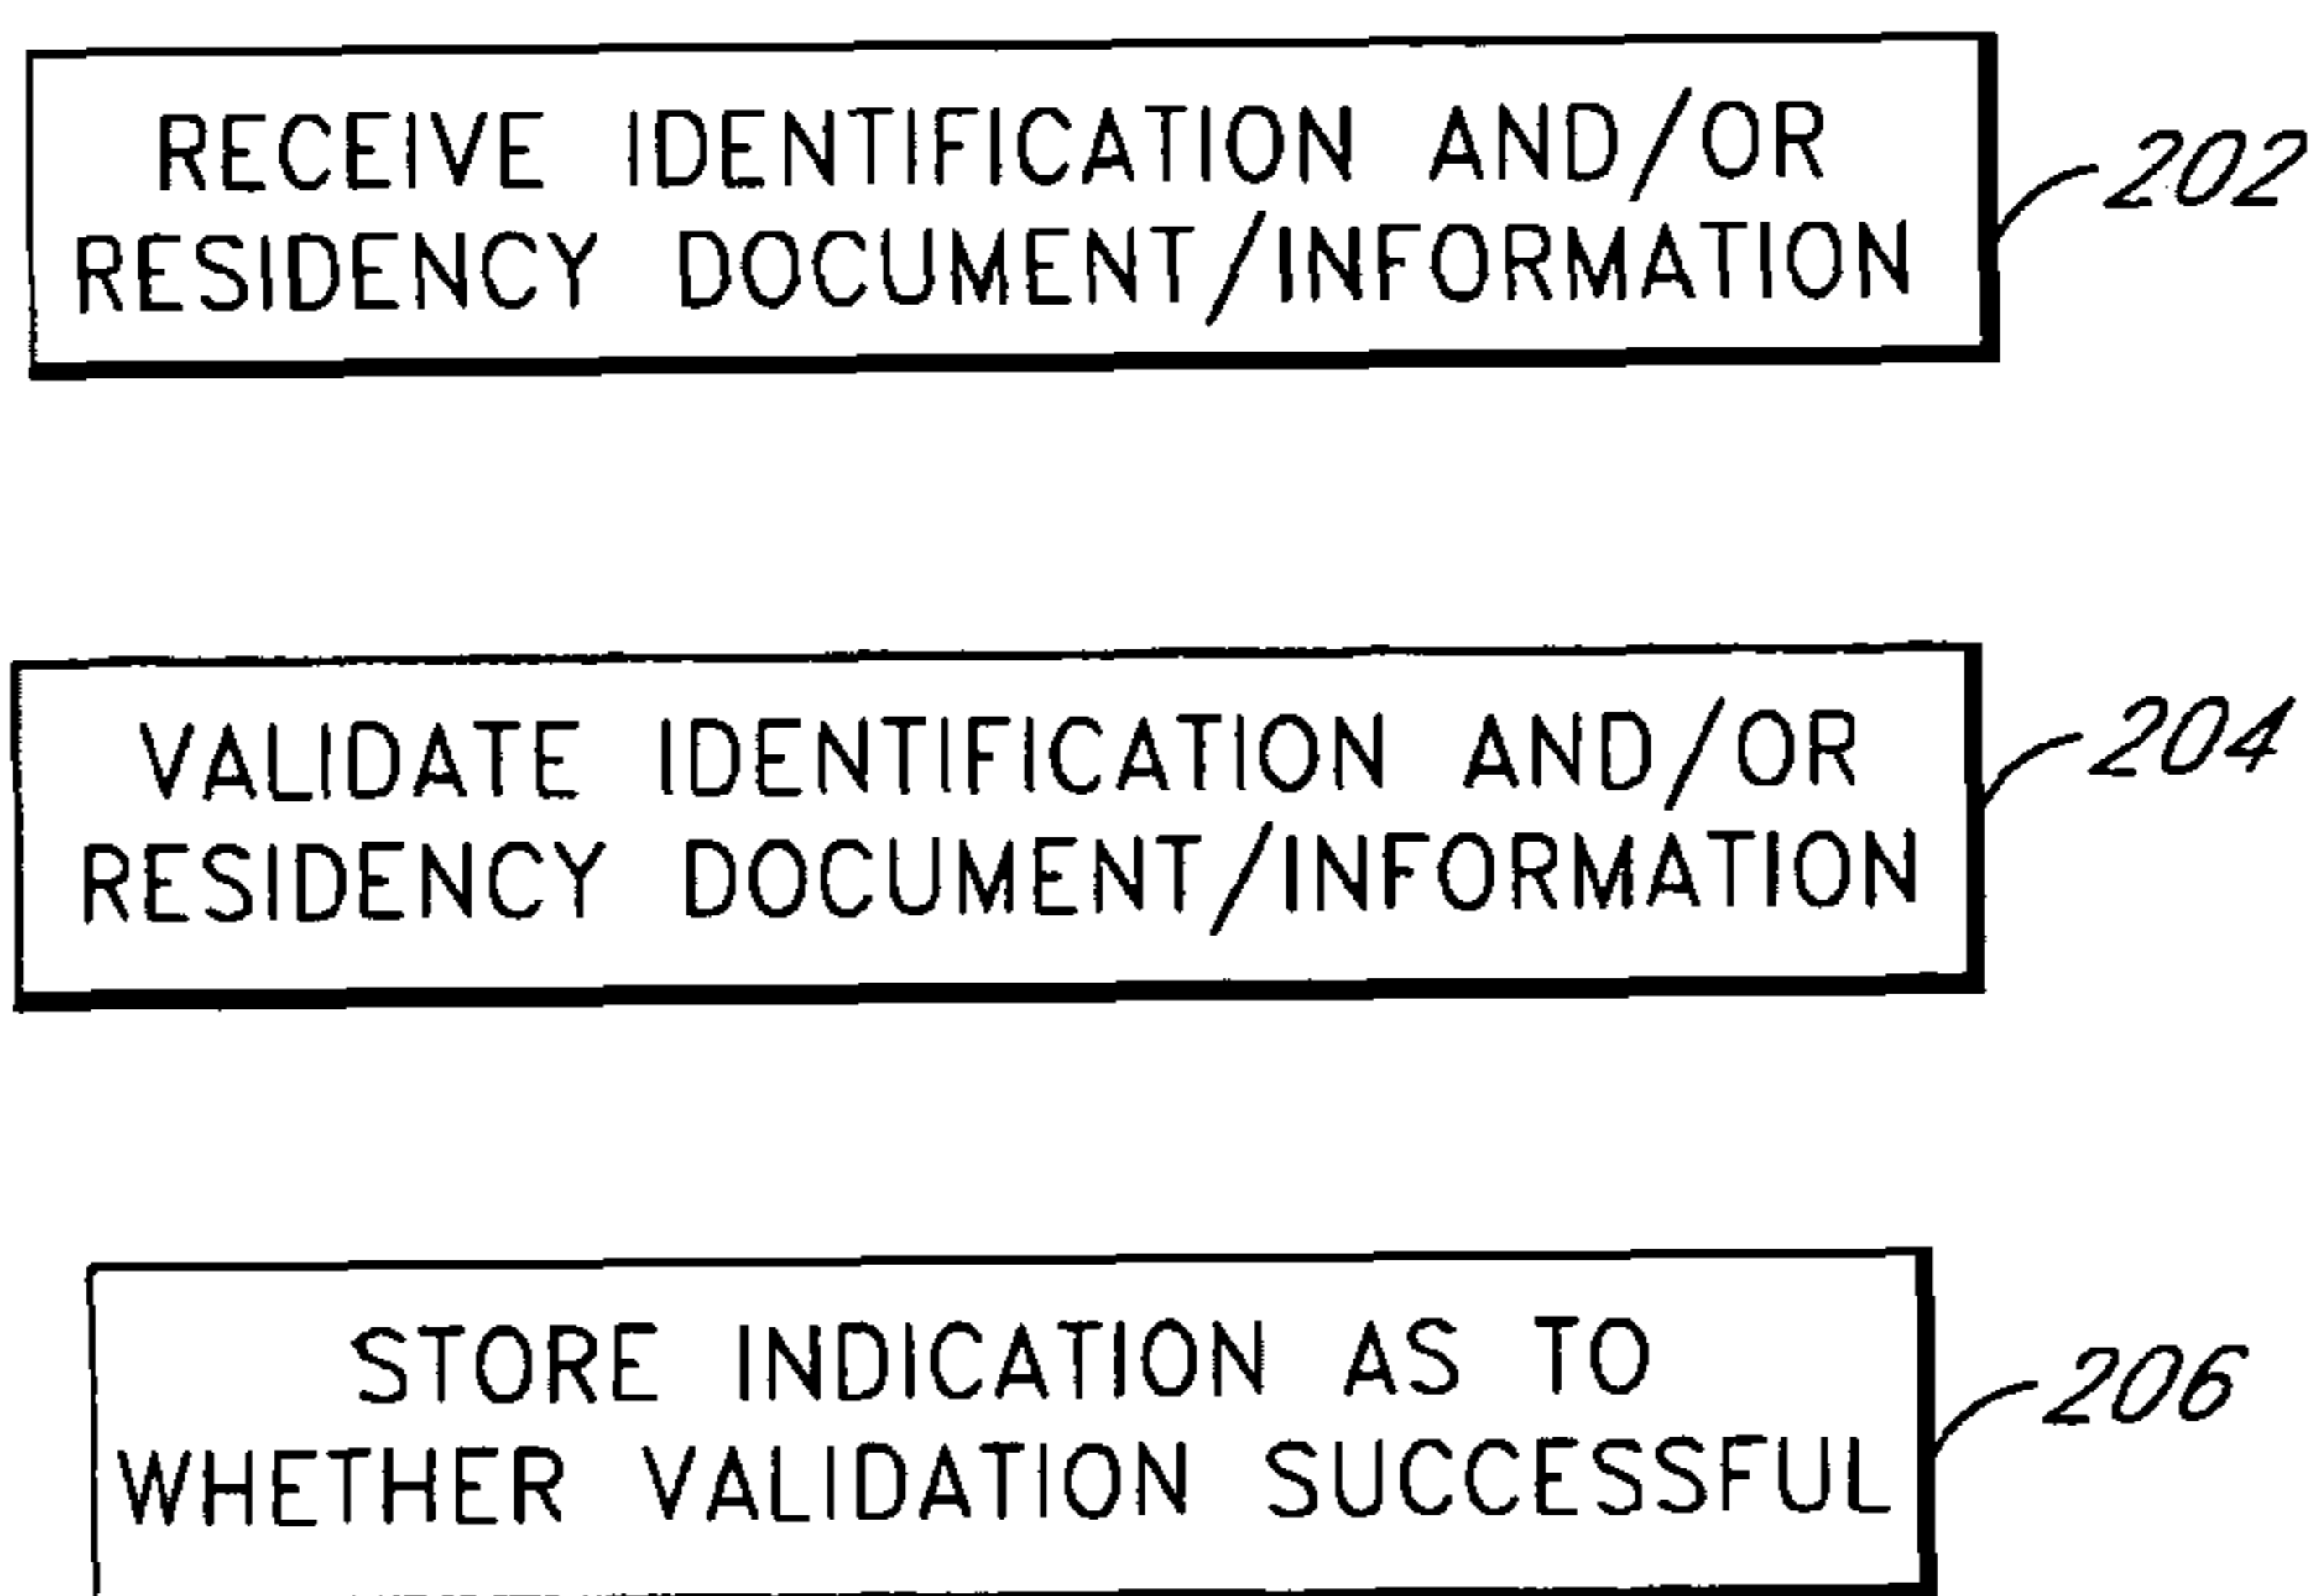 RECEIVE IDENTIFICATION AND/OR
RESIDENCY DOCUMENT/INFORMATION
202
VALIDATE IDENTIFICATION AND/OR
RESIDENCY DOCUMENT/INFORMATION
204
STORE INDICATION AS TO
WHETHER VALIDATION SUCCESSFUL
206